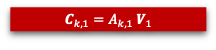 C_{k,1} = A_{k,1} V_1